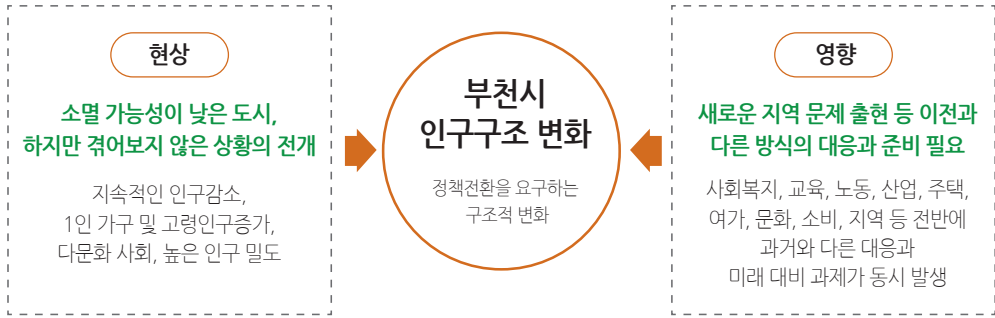 현상
소멸 가능성이 낮은 도시,
하지만 겪어보지 않은 상황의 전개
지속적인 인구감소,
1인 가구 및 고령인구증가,
다문화 사회, 높은 인구 밀도
부천시
인구구조 변화
정책전환을 요구하는
구조적 변화
영향
새로운 지역 문제 출현 등 이전과
다른 방식의 대응과 준비 필요
사회복지, 교육, 노동, 산업, 주택,
여가, 문화, 소비, 지역 등 전반에
과거와 다른 대응과
미래 대비 과제가 동시 발생